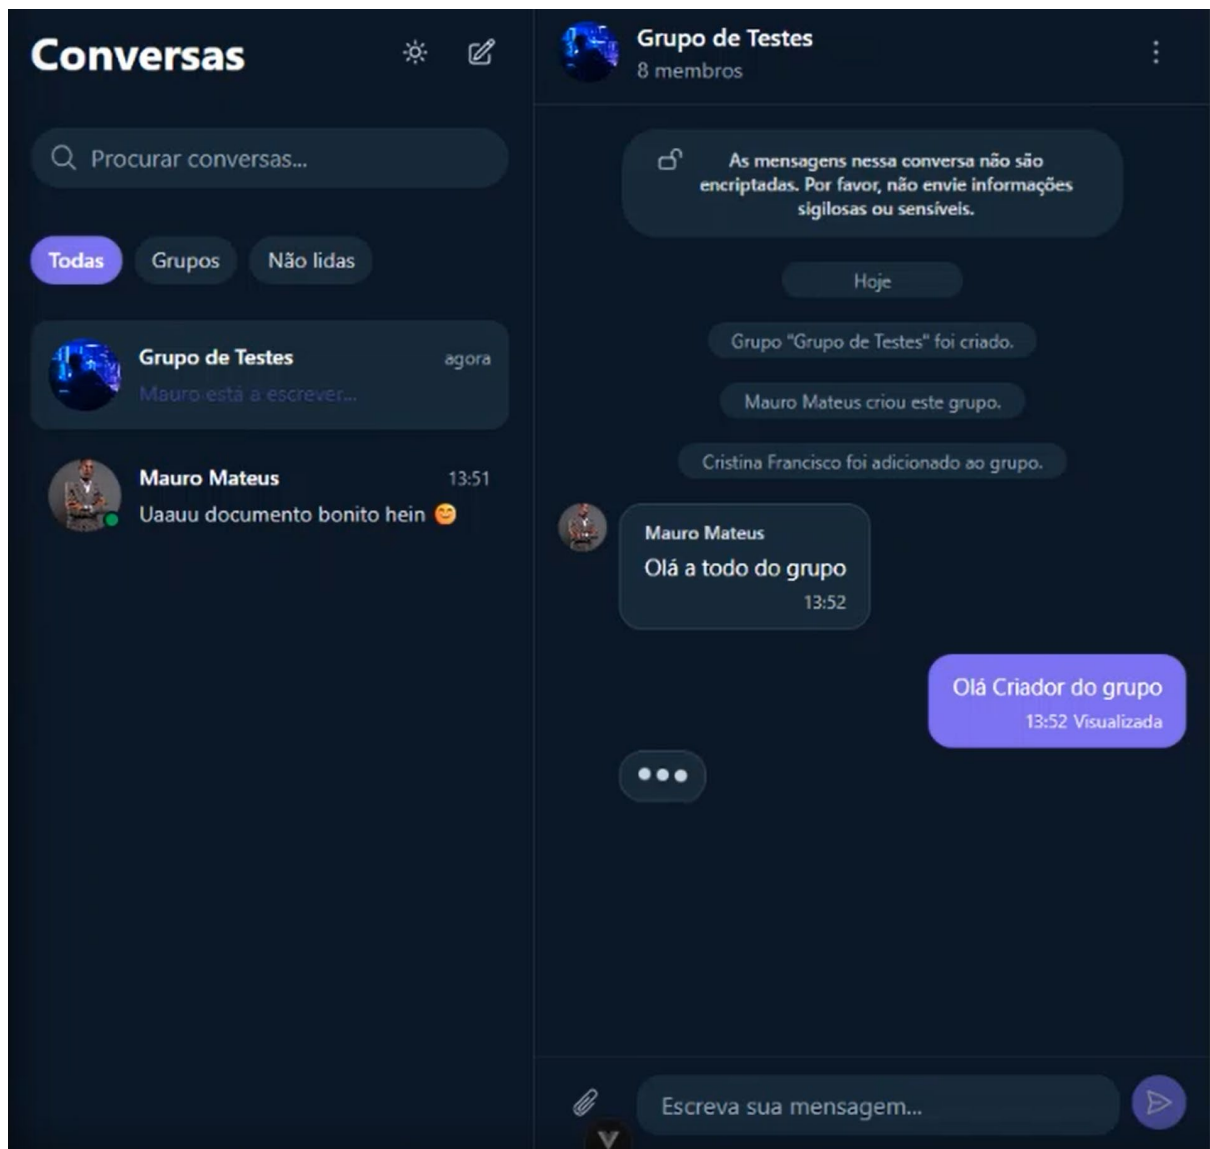 Conversas
Procurar conversas...
Todas
Grupos
Não lidas
Grupo de Testes
agora
Mauro está a escrever...
Mauro Mateus
13:51
Uaauu documento bonito hein 😊
Grupo de Testes
8 membros
As mensagens nessa conversa não são
encriptadas. Por favor, não envie informações
sigilosas ou sensíveis.
Hoje
Grupo "Grupo de Testes" foi criado.
Mauro Mateus criou este grupo.
Cristina Francisco foi adicionado ao grupo.
Mauro Mateus
Olá a todo do grupo
13:52
Olá Criador do grupo
13:52 Visualizada
Escreva sua mensagem...